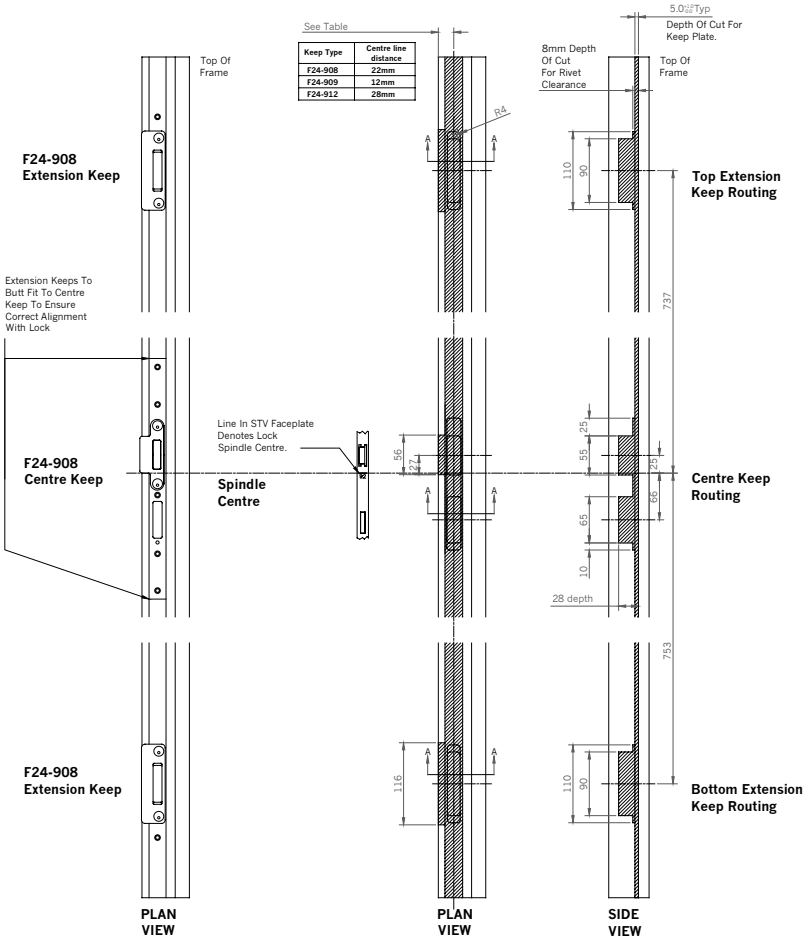 See Table
Keep Type Centre line distance
F24-908 22mm
F24-909 12mm
F24-912 28mm
Top Of
Frame
8mm Depth
Of Cut
For Rivet
Clearance
Depth Of Cut For
Keep Plate.
Top Of
Frame
R4
A A
F24-908
Extension Keep
110
90
Top Extension
Keep Routing
Extension Keeps To
Butt Fit To Centre
Keep To Ensure
Correct Alignment
With Lock
737
Line In STV Faceplate
Denotes Lock
Spindle Centre.
56
27
25
55
25
F24-908
Centre Keep
Spindle
Centre
A A
66
65
10
Centre Keep
Routing
28 depth
753
F24-908
Extension Keep
116
A A
110
90
Bottom Extension
Keep Routing
PLAN
VIEW
PLAN
VIEW
SIDE
VIEW